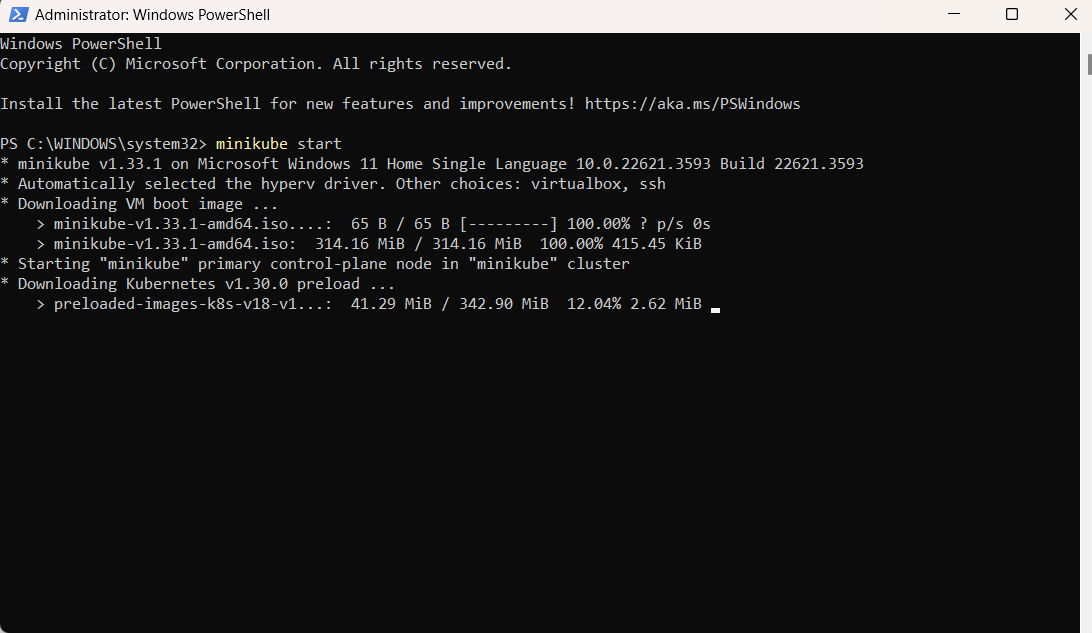 Administrator: Windows PowerShell
Windows PowerShell
Copyright (C) Microsoft Corporation. All rights reserved.
Install the latest PowerShell for new features and improvements! https://aka.ms/PSWindows
PS C:\WINDOWS\system32> minikube start
* minikube v1.33.1 on Microsoft Windows 11 Home Single Language 10.0.22621.3593 Build 22621.3593
* Automatically selected the hyperv driver. Other choices: virtualbox, ssh
* Downloading VM boot image ...
    > minikube-v1.33.1-amd64.iso....:  65 B / 65 B [---------] 100.00% ? p/s 0s
    > minikube-v1.33.1-amd64.iso:  314.16 MiB / 314.16 MiB  100.00% 415.45 KiB
* Starting "minikube" primary control-plane node in "minikube" cluster
* Downloading Kubernetes v1.30.0 preload ...
    > preloaded-images-k8s-v18-v1...:  41.29 MiB / 342.90 MiB  12.04% 2.62 MiB